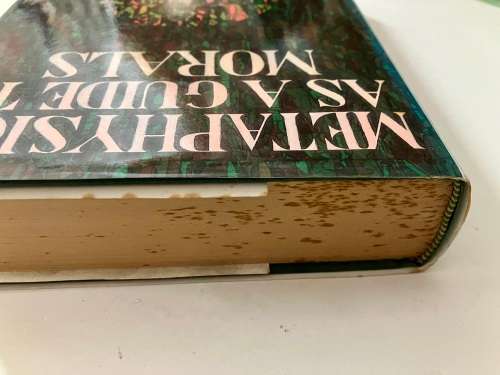 METAPHYSIC
AS A GUIDE T
MORALS